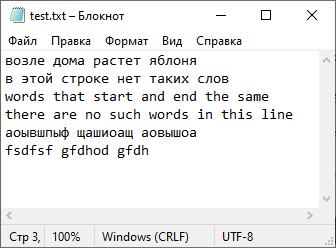 test.txt – Блокнот
Файл Правка Формат Вид Справка
возле дома растет яблоня
в этой строке нет таких слов
words that start and end the same
there are no such words in this line
аоывшпыф щашиоащ аовышоа
fsdfsf gfdhod gfdh
Стр 3, 100% Windows (CRLF) UTF-8